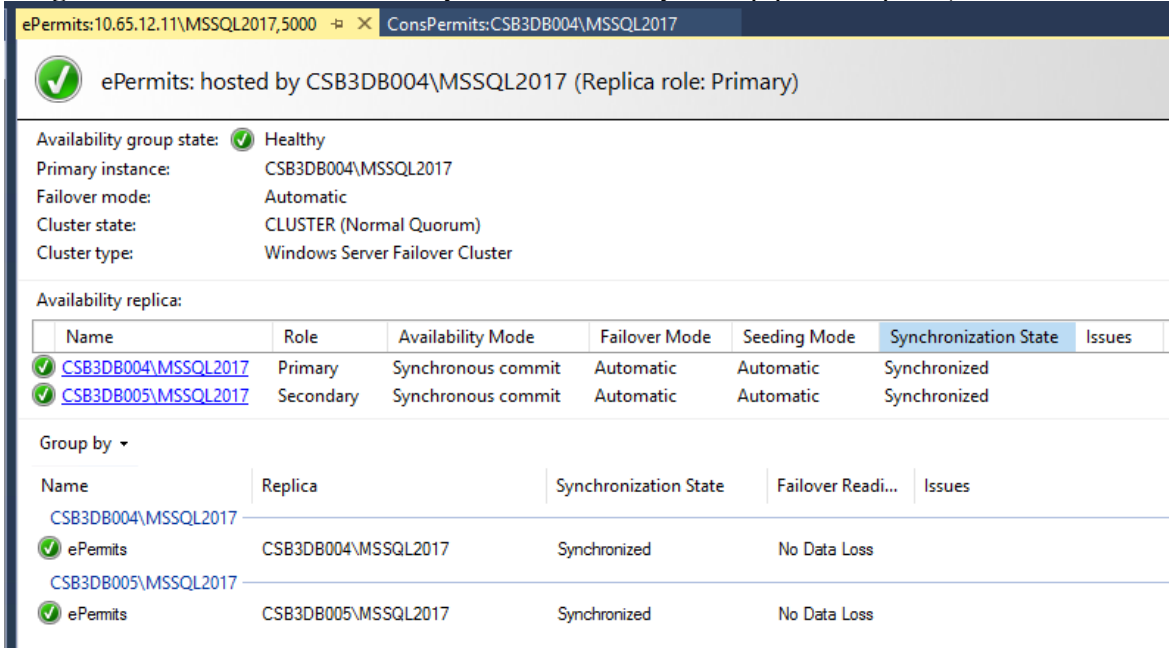 ePermits:10.65.12.11\MSSQL2017,5000 ConsPermits:CSB3DB004\MSSQL2017
ePermits: hosted by CSB3DB004\MSSQL2017 (Replica role: Primary)
Availability group state: Healthy
Primary instance: CSB3DB004\MSSQL2017
Failover mode: Automatic
Cluster state: CLUSTER (Normal Quorum)
Cluster type: Windows Server Failover Cluster
Availability replica:
Name Role Availability Mode Failover Mode Seeding Mode Synchronization State Issues
CSB3DB004\MSSQL2017 Primary Synchronous commit Automatic Automatic Synchronized
CSB3DB005\MSSQL2017 Secondary Synchronous commit Automatic Automatic Synchronized
Group by
Name Replica Synchronization State Failover Readi... Issues
CSB3DB004\MSSQL2017
ePermits CSB3DB004\MSSQL2017 Synchronized No Data Loss
CSB3DB005\MSSQL2017
ePermits CSB3DB005\MSSQL2017 Synchronized No Data Loss